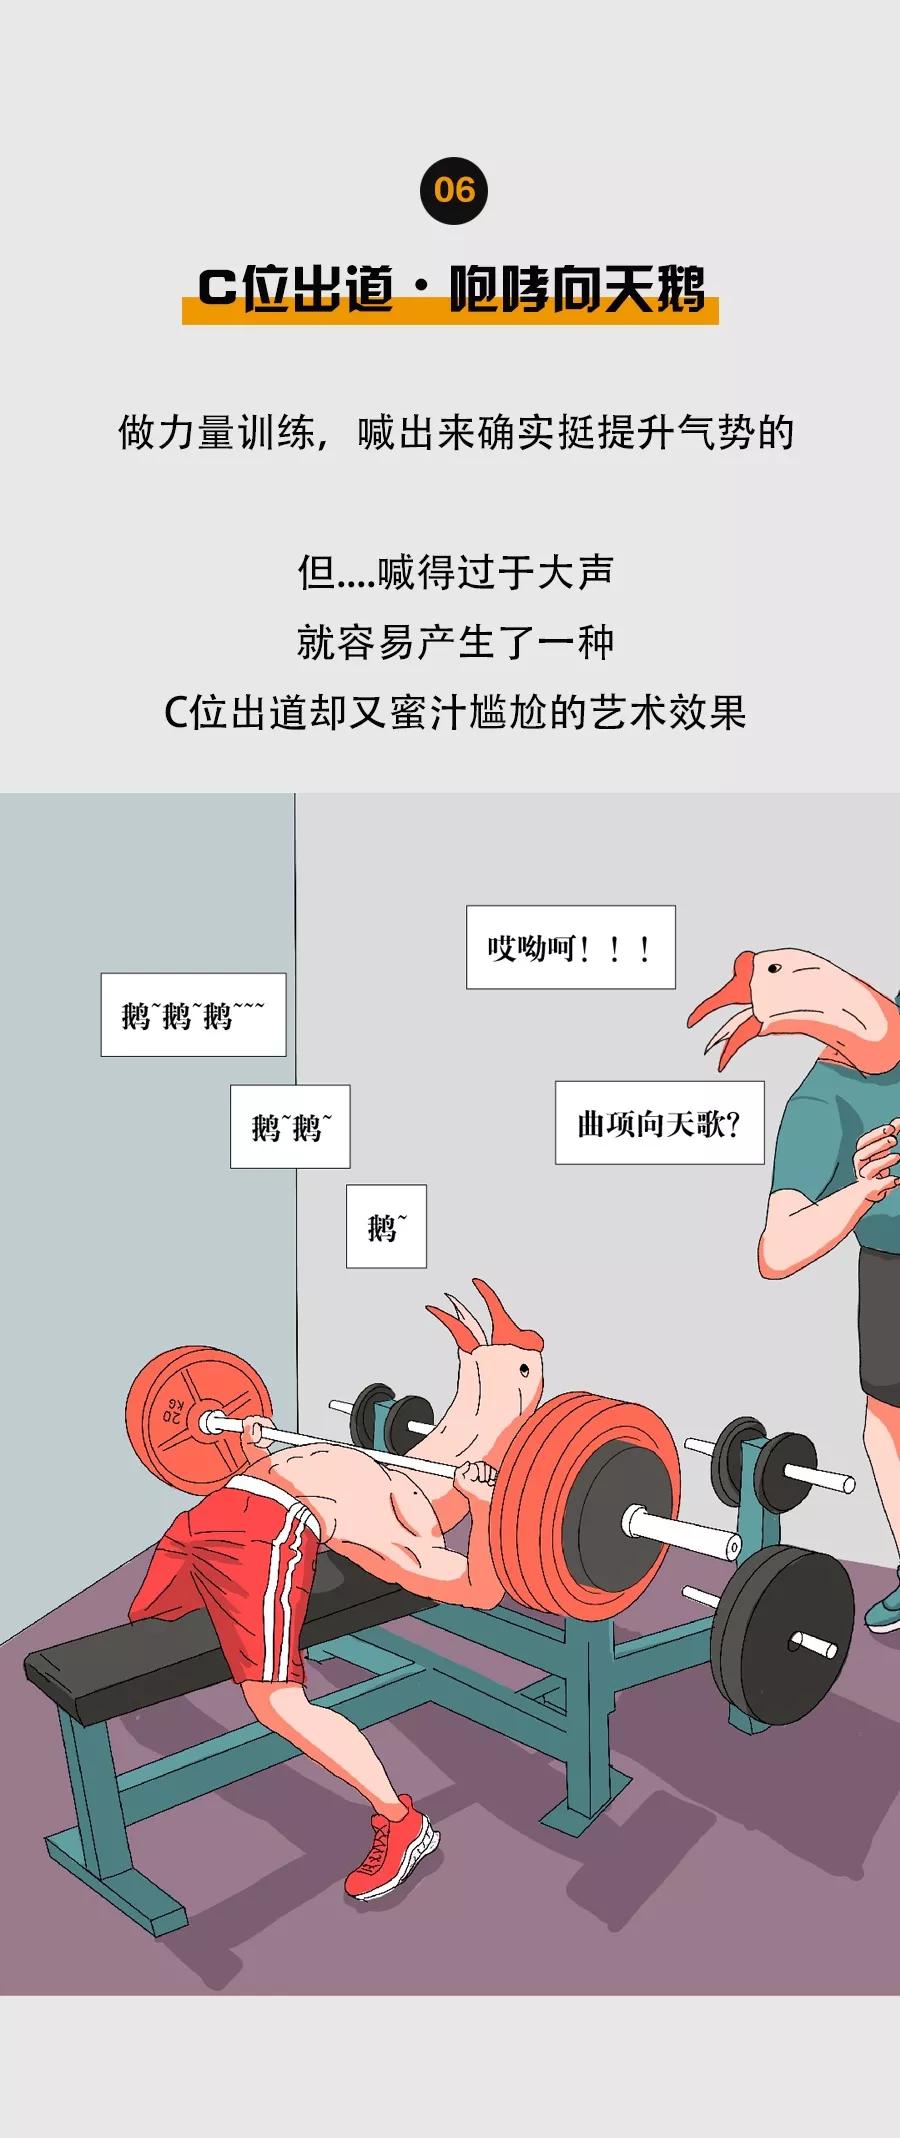 06
C位出道·咆哮向天鹅
做力量训练，喊出来确实挺提升气势的
但....喊得过于大声
就容易产生了一种
C位出道却又蜜汁尴尬的艺术效果
哎呦呵！！！
鹅~鹅~鹅~~~
曲项向天歌?
鹅~鹅~
鹅~
20
KG